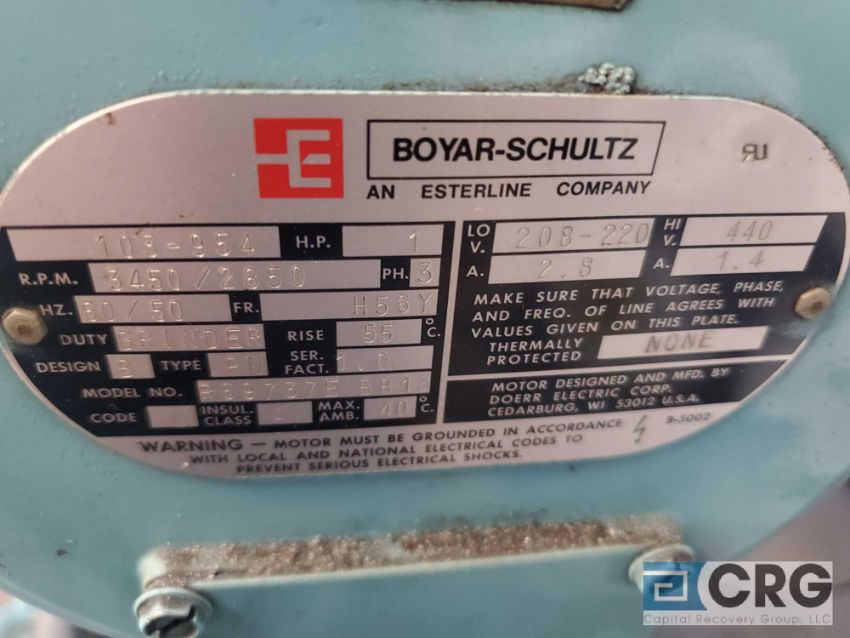 BOYAR-SCHULTZ
AN ESTERLINE COMPANY
103-954 H.P. 1
R.P.M. 3450/2850 PH. 3
HZ. 60/50 FR. H56Y
DUTY GRINDER RISE 55 °C.
DESIGN B TYPE PN SER. FACT. 1.0
MODEL NO.
CODE L INSUL. CLASS MAX. AMB. 40 °C.
LO V. 208-220 HI V. 440
A. 2.8 A. 1.4
MAKE SURE THAT VOLTAGE, PHASE,
AND FREQ. OF LINE AGREES WITH
VALUES GIVEN ON THIS PLATE.
THERMALLY PROTECTED NONE
MOTOR DESIGNED AND MFD. BY
DOERR ELECTRIC CORP.
CEDARBURG, WI 53012 U.S.A.
B-5002
WARNING — MOTOR MUST BE GROUNDED IN ACCORDANCE
WITH LOCAL AND NATIONAL ELECTRICAL CODES TO
PREVENT SERIOUS ELECTRICAL SHOCKS.
CRG
Capital Recovery Group, LLC